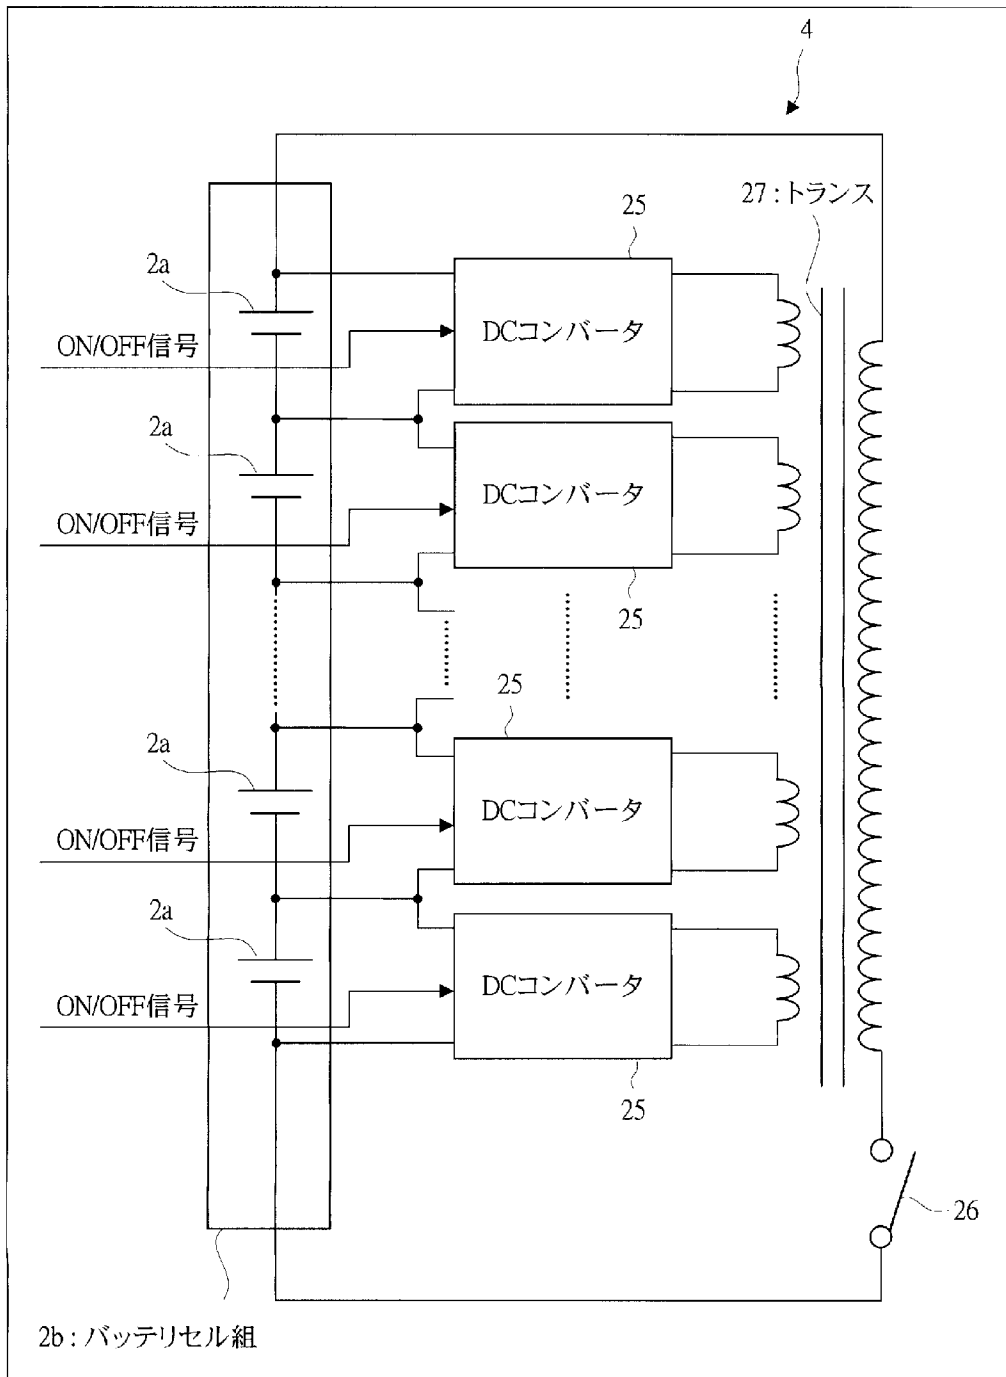 4
27：トランス
25
2a
DCコンバータ
ON/OFF信号
2a
DCコンバータ
ON/OFF信号
25
25
2a
DCコンバータ
ON/OFF信号
2a
DCコンバータ
ON/OFF信号
25
26
2b：バッテリセル組